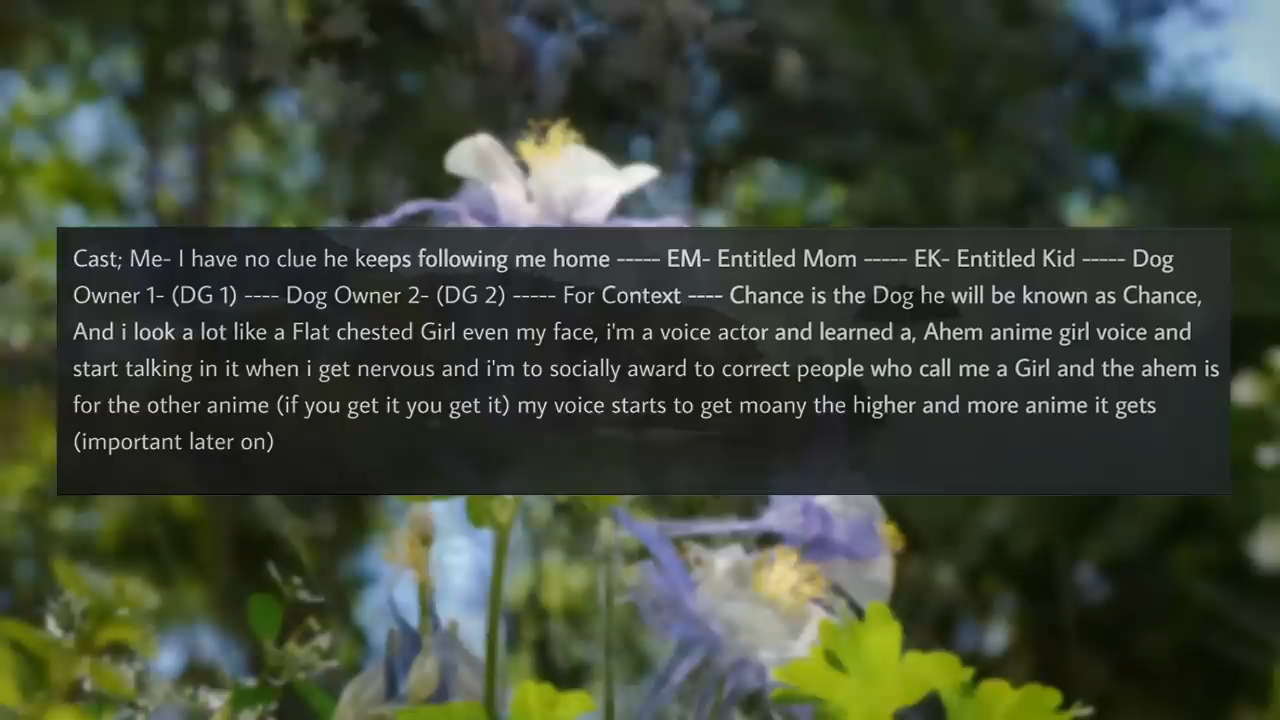 Cast; Me- I have no clue he keeps following me home ----- EM- Entitled Mom ----- EK- Entitled Kid ----- Dog
Owner 1- (DG 1) ---- Dog Owner 2- (DG 2) ----- For Context ---- Chance is the Dog he will be known as Chance,
And i look a lot like a Flat chested Girl even my face, i'm a voice actor and learned a, Ahem anime girl voice and
start talking in it when i get nervous and i'm to socially award to correct people who call me a Girl and the ahem is
for the other anime (if you get it you get it) my voice starts to get moany the higher and more anime it gets
(important later on)